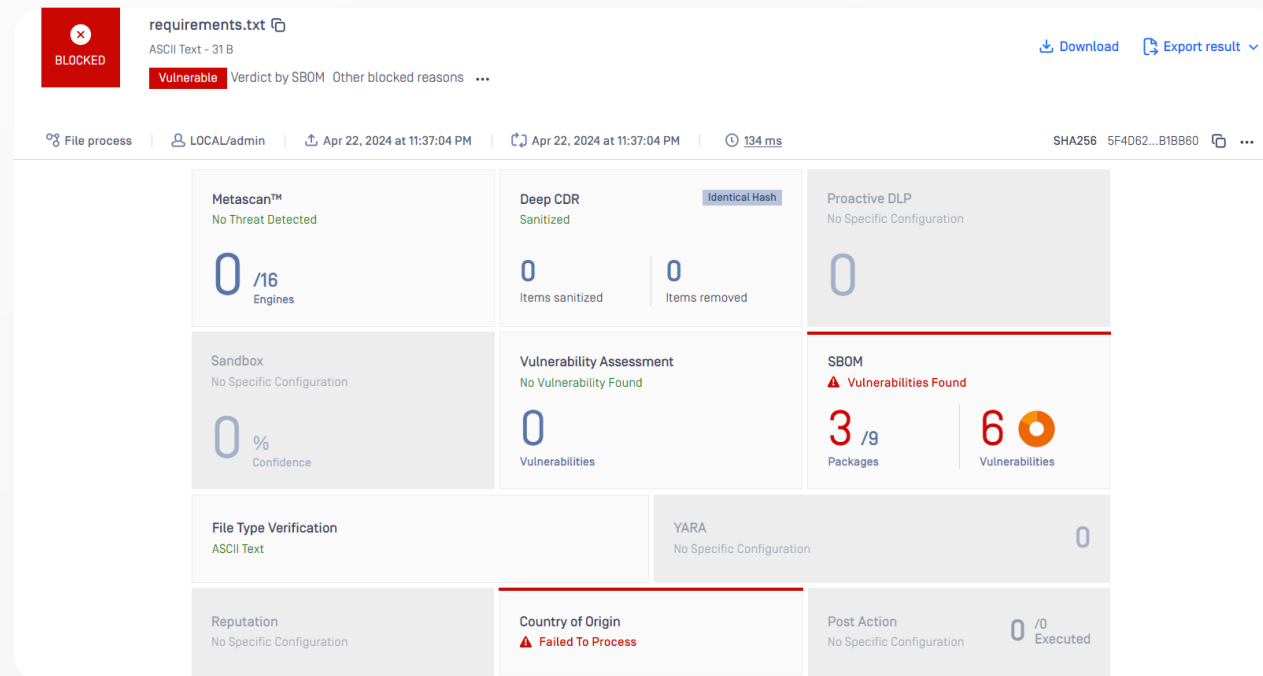 BLOCKED
requirements.txt
ASCII Text - 31 B
Vulnerable Verdict by SBOM Other blocked reasons ...
Download
Export result
File process
LOCAL/admin
Apr 22, 2024 at 11:37:04 PM
Apr 22, 2024 at 11:37:04 PM
134 ms
SHA256 5F4D62...B1BB60 ...
Metascan™
No Threat Detected
0 /16
Engines
Deep CDR
Identical Hash
Sanitized
0
Items sanitized
0
Items removed
Proactive DLP
No Specific Configuration
0
Sandbox
No Specific Configuration
0 %
Confidence
Vulnerability Assessment
No Vulnerability Found
0
Vulnerabilities
SBOM
Vulnerabilities Found
3 /9
Packages
6
Vulnerabilities
File Type Verification
ASCII Text
YARA
No Specific Configuration
0
Reputation
No Specific Configuration
Country of Origin
Failed To Process
Post Action
No Specific Configuration
0 /0
Executed